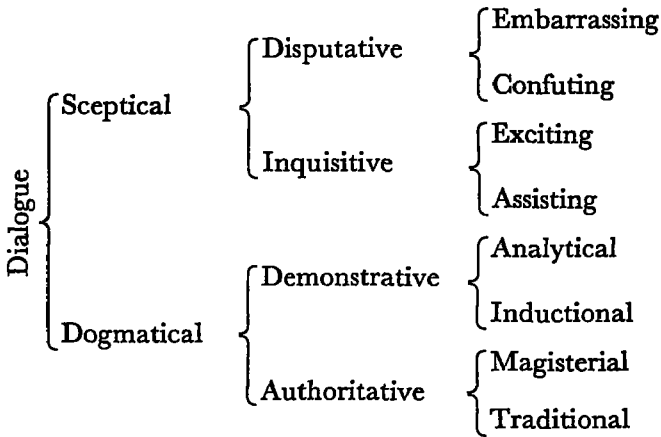 Dialogue
Sceptical
Disputative
Embarrassing
Confuting
Inquisitive
Exciting
Assisting
Dogmatical
Demonstrative
Analytical
Inductional
Authoritative
Magisterial
Traditional